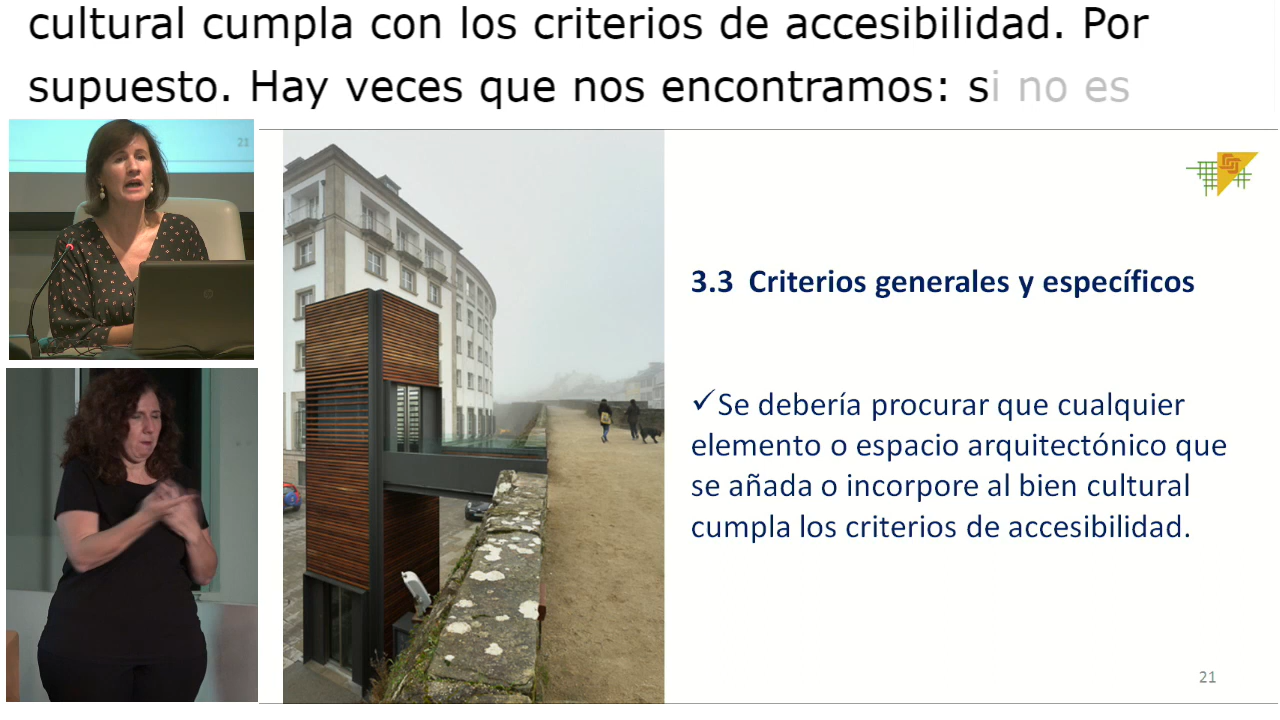 cultural cumpla con los criterios de accesibilidad. Por
supuesto. Hay veces que nos encontramos: si no es
21
3.3 Criterios generales y específicos
✓Se debería procurar que cualquier
elemento o espacio arquitectónico que
se añada o incorpore al bien cultural
cumpla los criterios de accesibilidad.
21